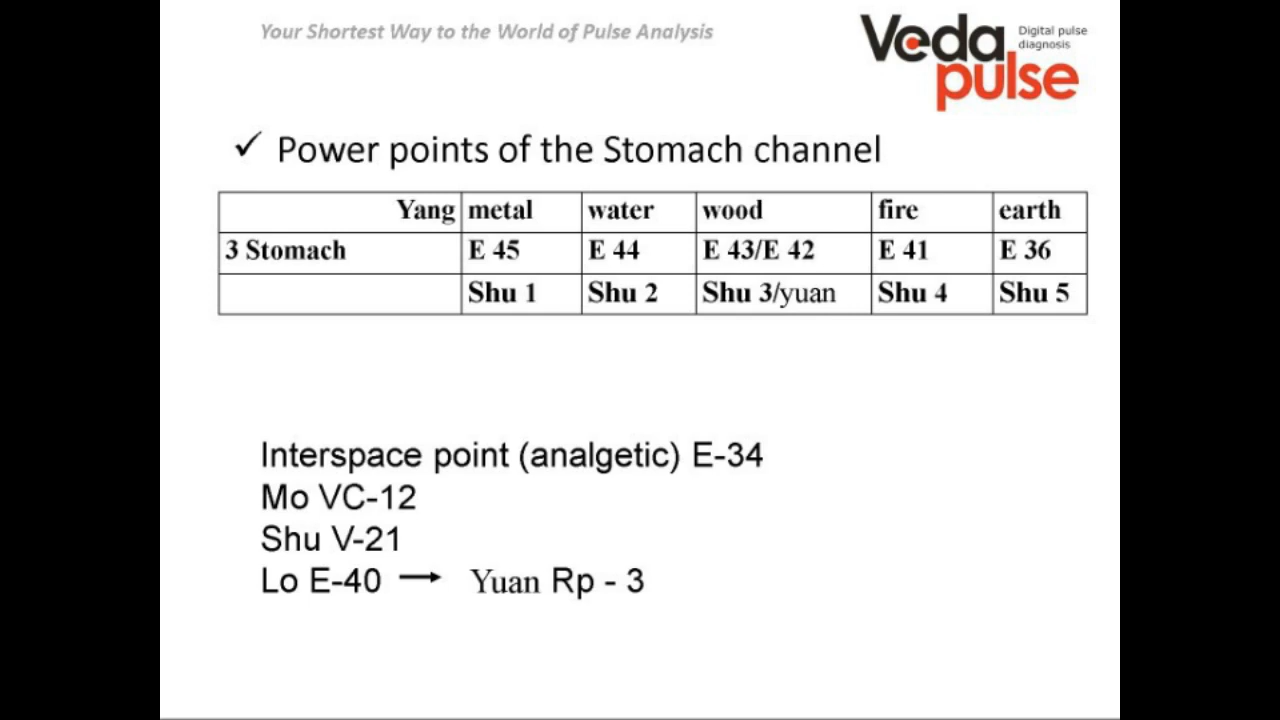 Your Shortest Way to the World of Pulse Analysis
Veda pulse
Digital pulse
diagnosis
✓ Power points of the Stomach channel
Yang metal water wood fire earth
3 Stomach E 45 E 44 E 43/E 42 E 41 E 36
Shu 1 Shu 2 Shu 3/yuan Shu 4 Shu 5
Interspace point (analgetic) E-34
Mo VC-12
Shu V-21
Lo E-40 → Yuan Rp - 3